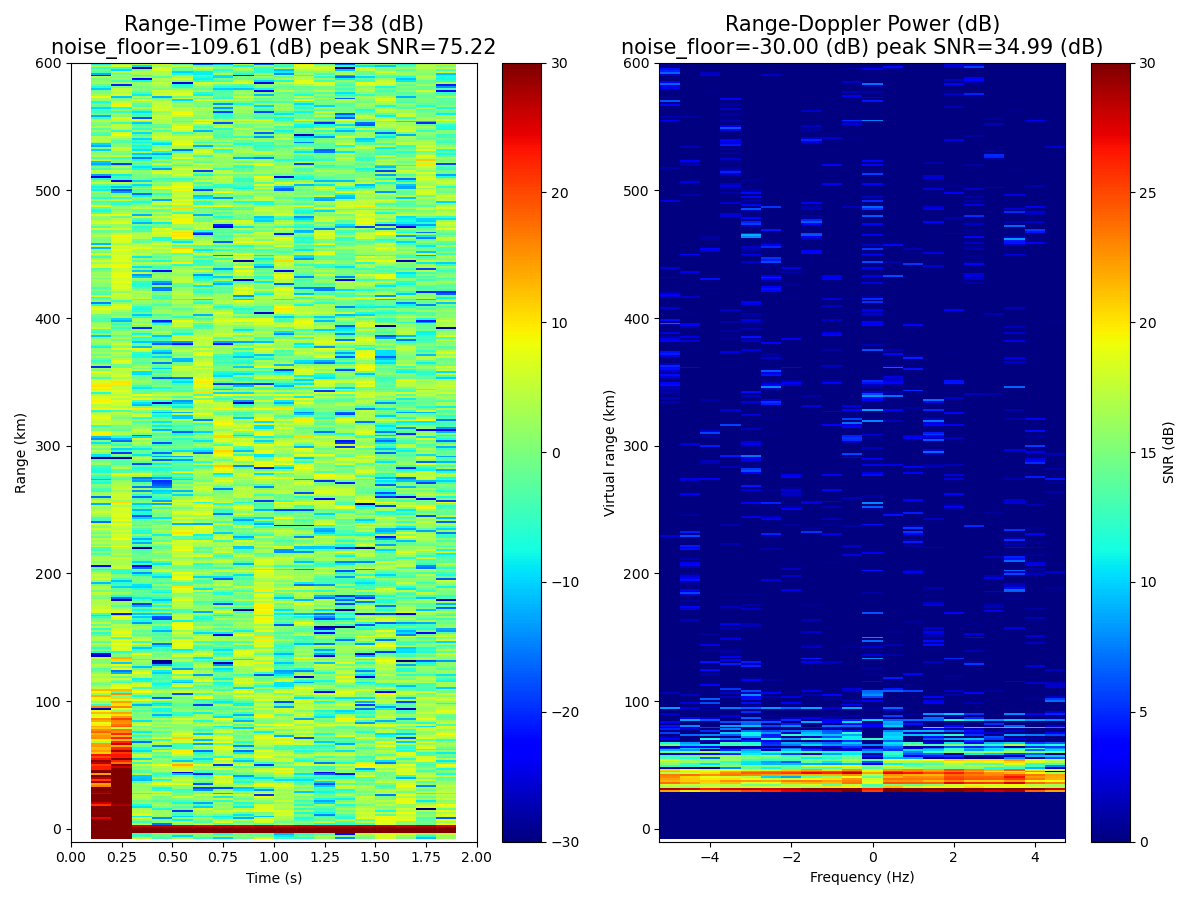 Range-Time Power f=38 (dB)
noise_floor=-109.61 (dB) peak SNR=75.22
Range (km)
600
500
400
300
200
100
0
0.00 0.25 0.50 0.75 1.00 1.25 1.50 1.75 2.00
Time (s)
30
20
10
0
−10
−20
−30
Range-Doppler Power (dB)
noise_floor=-30.00 (dB) peak SNR=34.99 (dB)
Virtual range (km)
600
500
400
300
200
100
0
−4 −2 0 2 4
Frequency (Hz)
30
25
20
15
10
5
0
SNR (dB)